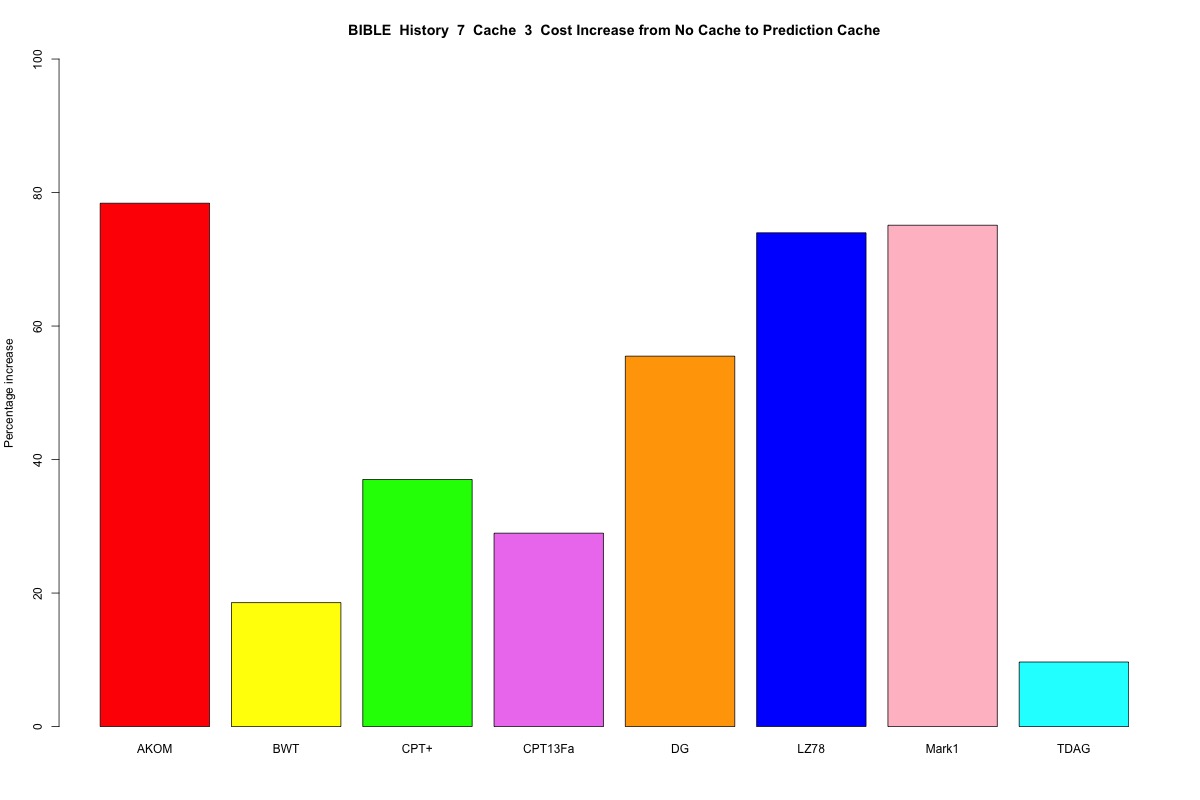 BIBLE  History  7  Cache  3  Cost Increase from No Cache to Prediction Cache
Percentage increase
100
80
60
40
20
0
AKOM BWT CPT+ CPT13Fa DG LZ78 Mark1 TDAG